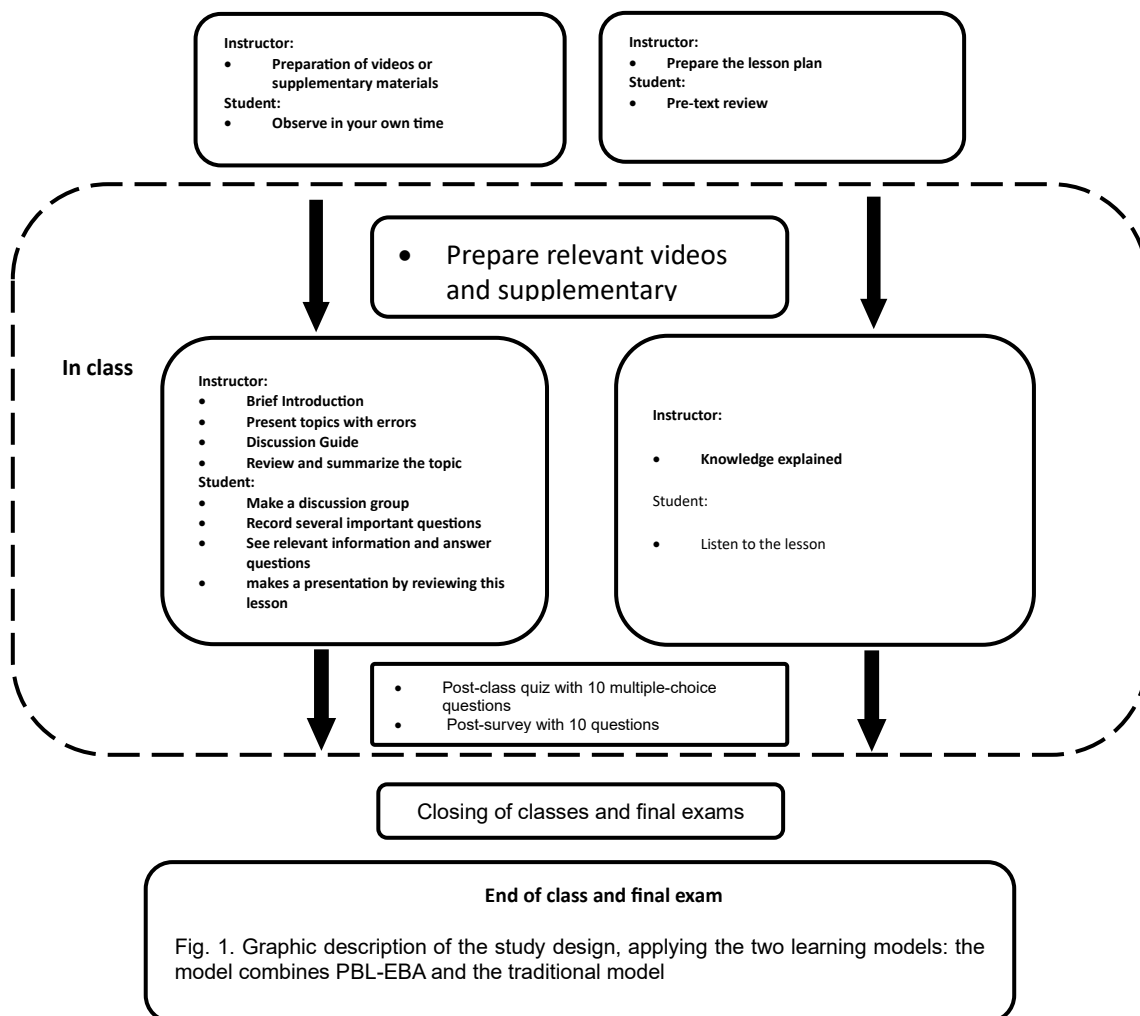 Instructor:
• Preparation of videos or
supplementary materials
Student:
• Observe in your own time
Instructor:
• Prepare the lesson plan
Student:
• Pre-text review
• Prepare relevant videos
and supplementary
In class
Instructor:
• Brief Introduction
• Present topics with errors
• Discussion Guide
• Review and summarize the topic
Student:
• Make a discussion group
• Record several important questions
• See relevant information and answer
questions
• makes a presentation by reviewing this
lesson
Instructor:
• Knowledge explained
Student:
• Listen to the lesson
• Post-class quiz with 10 multiple-choice
questions
• Post-survey with 10 questions
Closing of classes and final exams
End of class and final exam
Fig. 1. Graphic description of the study design, applying the two learning models: the
model combines PBL-EBA and the traditional model